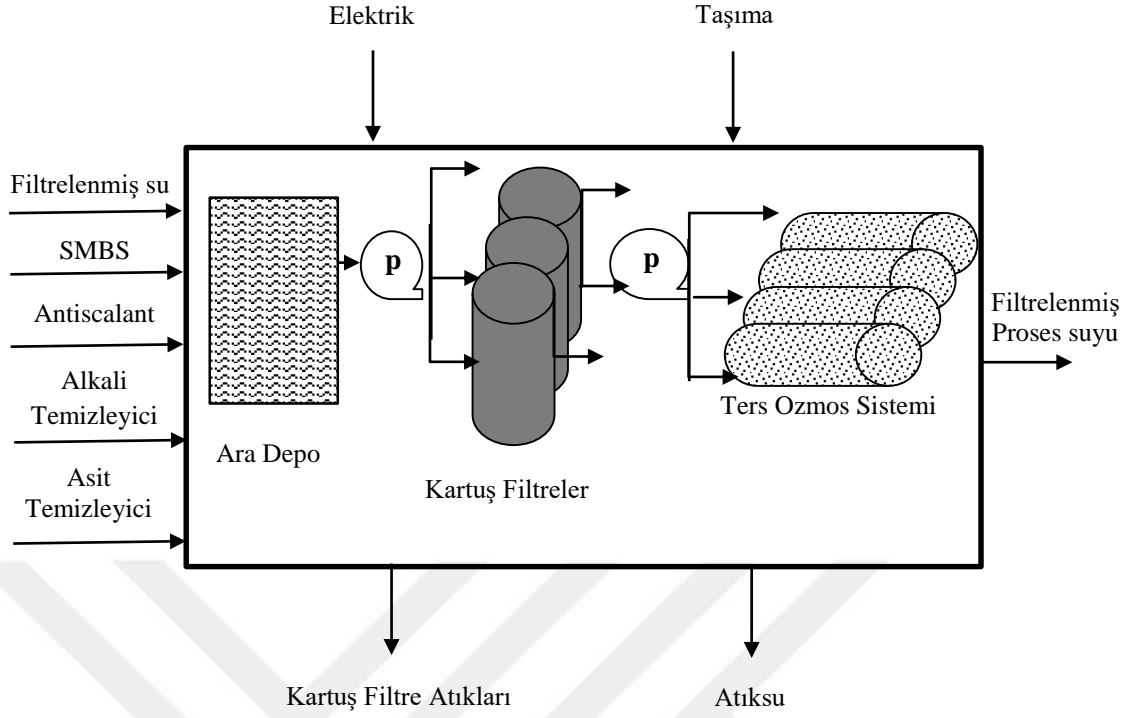 Elektrik
Taşıma
Filtrelenmiş su
SMBS
Antiscalant
Alkali
Temizleyici
Asit
Temizleyici
p
p
Ara Depo
Kartuş Filtreler
Ters Ozmos Sistemi
Filtrelenmiş
Proses suyu
Kartuş Filtre Atıkları
Atıksu